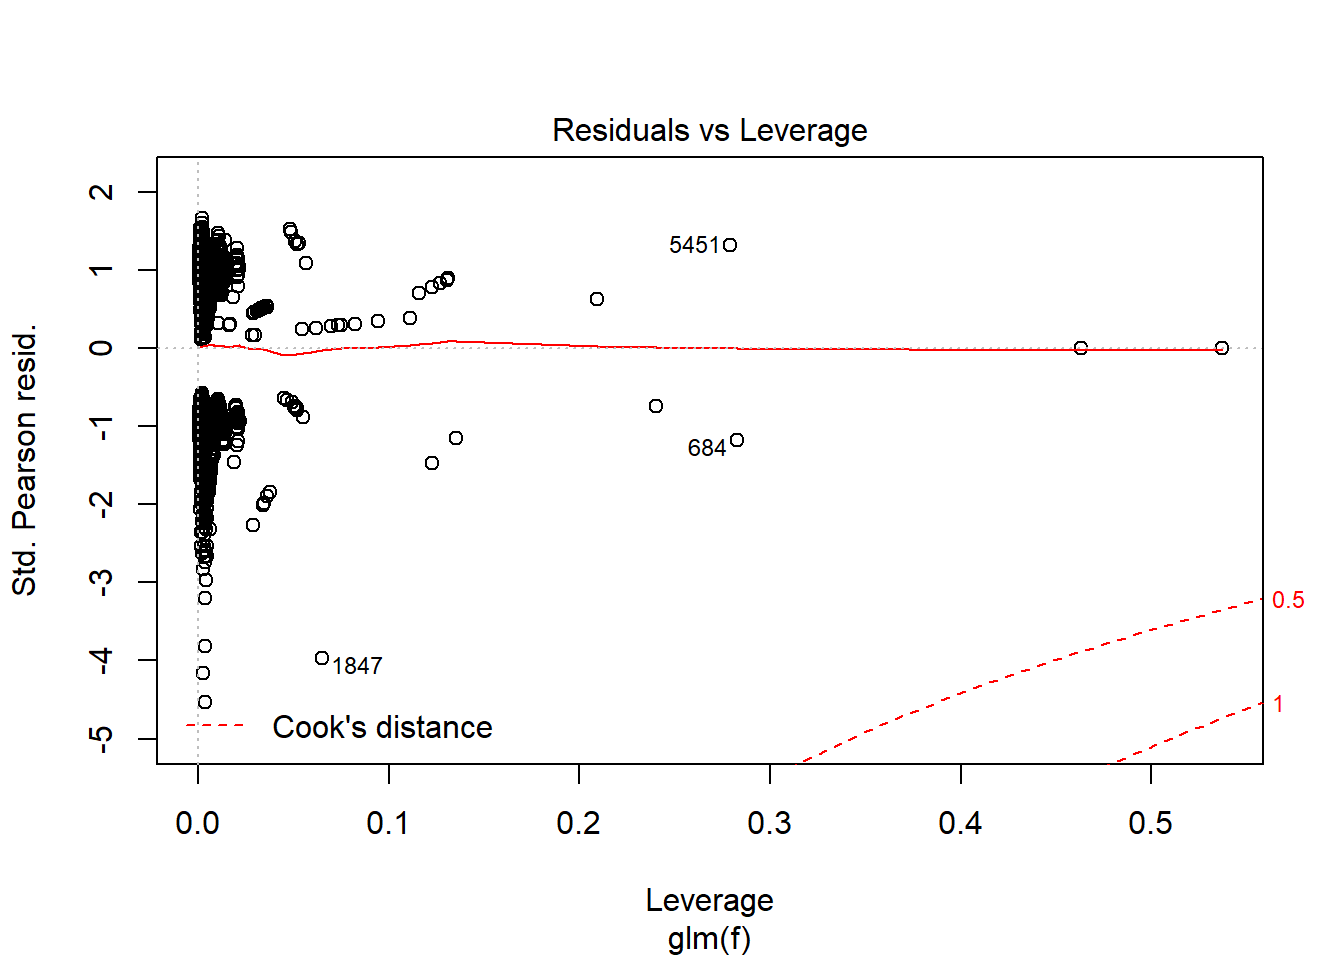 Residuals vs Leverage
Std. Pearson resid.
2
1
0
-1
-2
-3
-4
-5
5451
684
1847
0.5
1
Cook's distance
0.0 0.1 0.2 0.3 0.4 0.5
Leverage
glm(f)